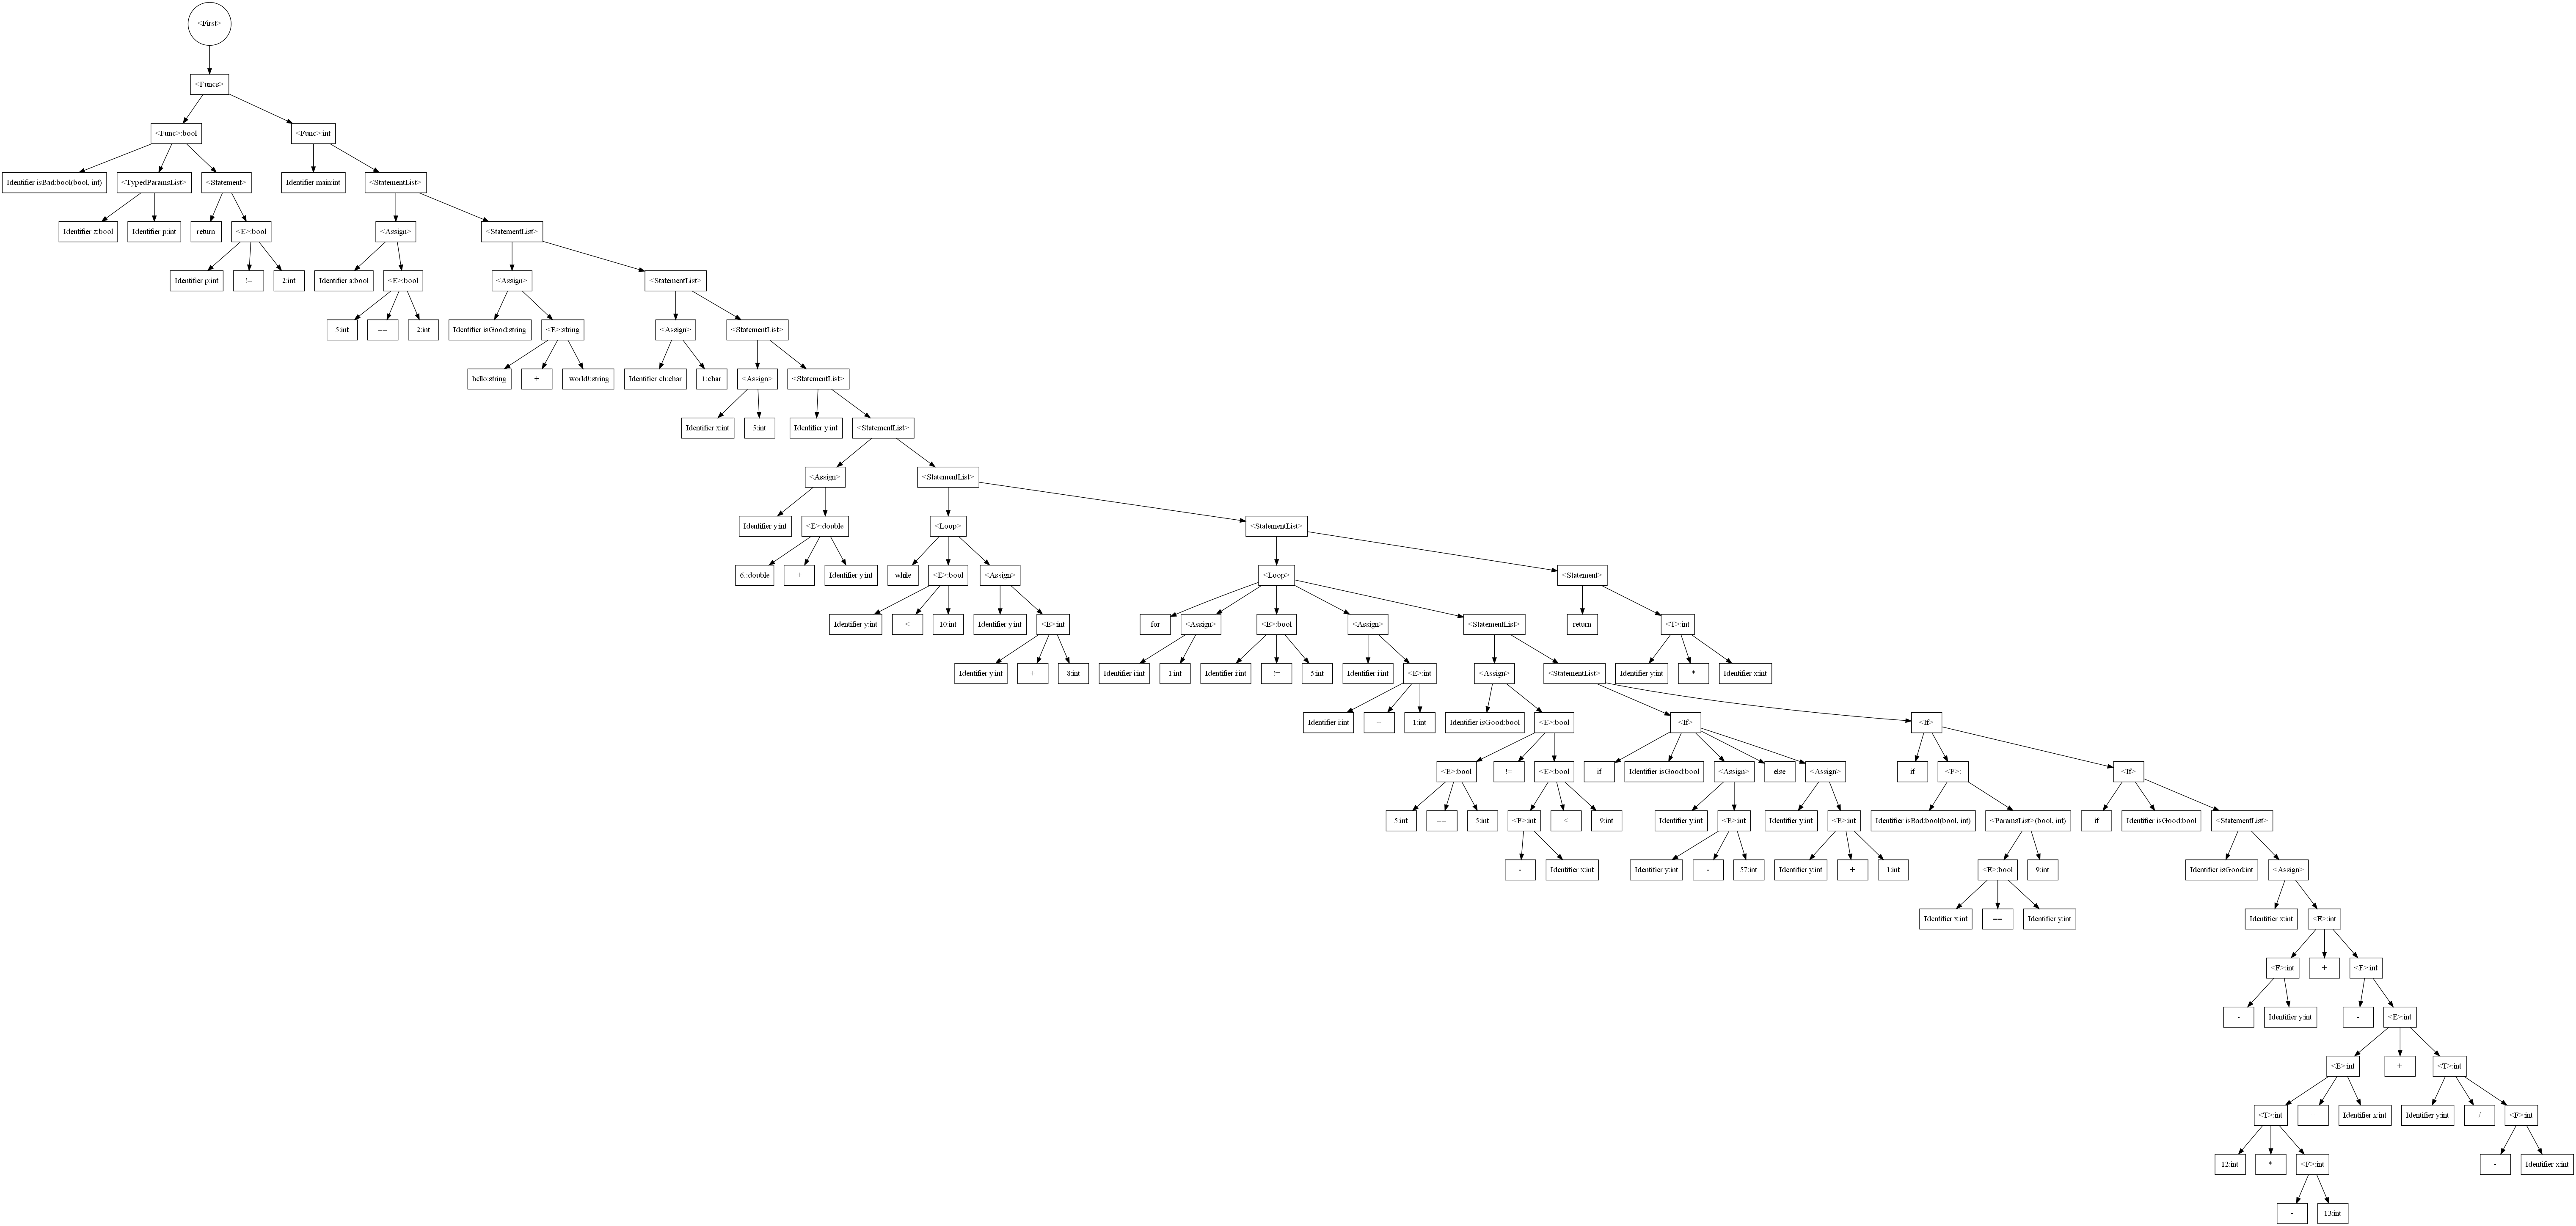 <First>
<Funcs>
<Func>:bool
<Func>:int
Identifier isBad:bool(bool, int)
<TypedParamsList>
<Statement>
Identifier main:int
<StatementList>
Identifier z:bool
Identifier p:int
return
<E>:bool
<Assign>
<StatementList>
Identifier p:int
!=
2:int
Identifier a:bool
<E>:bool
<Assign>
<StatementList>
5:int
==
2:int
Identifier isGood:string
<E>:string
<Assign>
<StatementList>
hello:string
+
world!:string
Identifier ch:char
1:char
<Assign>
<StatementList>
Identifier x:int
5:int
Identifier y:int
<StatementList>
<Assign>
<StatementList>
Identifier y:int
<E>:double
<Loop>
<StatementList>
6.:double
+
Identifier y:int
while
<E>:bool
<Assign>
<Loop>
<Statement>
Identifier y:int
<
10:int
Identifier y:int
<E>:int
for
<Assign>
<E>:bool
<Assign>
<StatementList>
return
<T>:int
Identifier y:int
+
8:int
Identifier i:int
1:int
Identifier i:int
!=
5:int
Identifier i:int
<E>:int
<Assign>
<StatementList>
Identifier y:int
*
Identifier x:int
Identifier i:int
+
1:int
Identifier isGood:bool
<E>:bool
<If>
<If>
<E>:bool
!=
<E>:bool
if
Identifier isGood:bool
<Assign>
else
<Assign>
if
<F>:
<If>
5:int
==
5:int
<F>:int
<
9:int
Identifier y:int
<E>:int
Identifier y:int
<E>:int
Identifier isBad:bool(bool, int)
<ParamsList>(bool, int)
if
Identifier isGood:bool
<StatementList>
-
Identifier x:int
Identifier y:int
-
57:int
Identifier y:int
+
1:int
<E>:bool
9:int
Identifier isGood:int
<Assign>
Identifier x:int
==
Identifier y:int
Identifier x:int
<E>:int
<F>:int
+
<F>:int
-
Identifier y:int
-
<E>:int
<E>:int
+
<T>:int
<T>:int
+
Identifier x:int
Identifier y:int
/
<F>:int
12:int
*
<F>:int
-
Identifier x:int
-
13:int